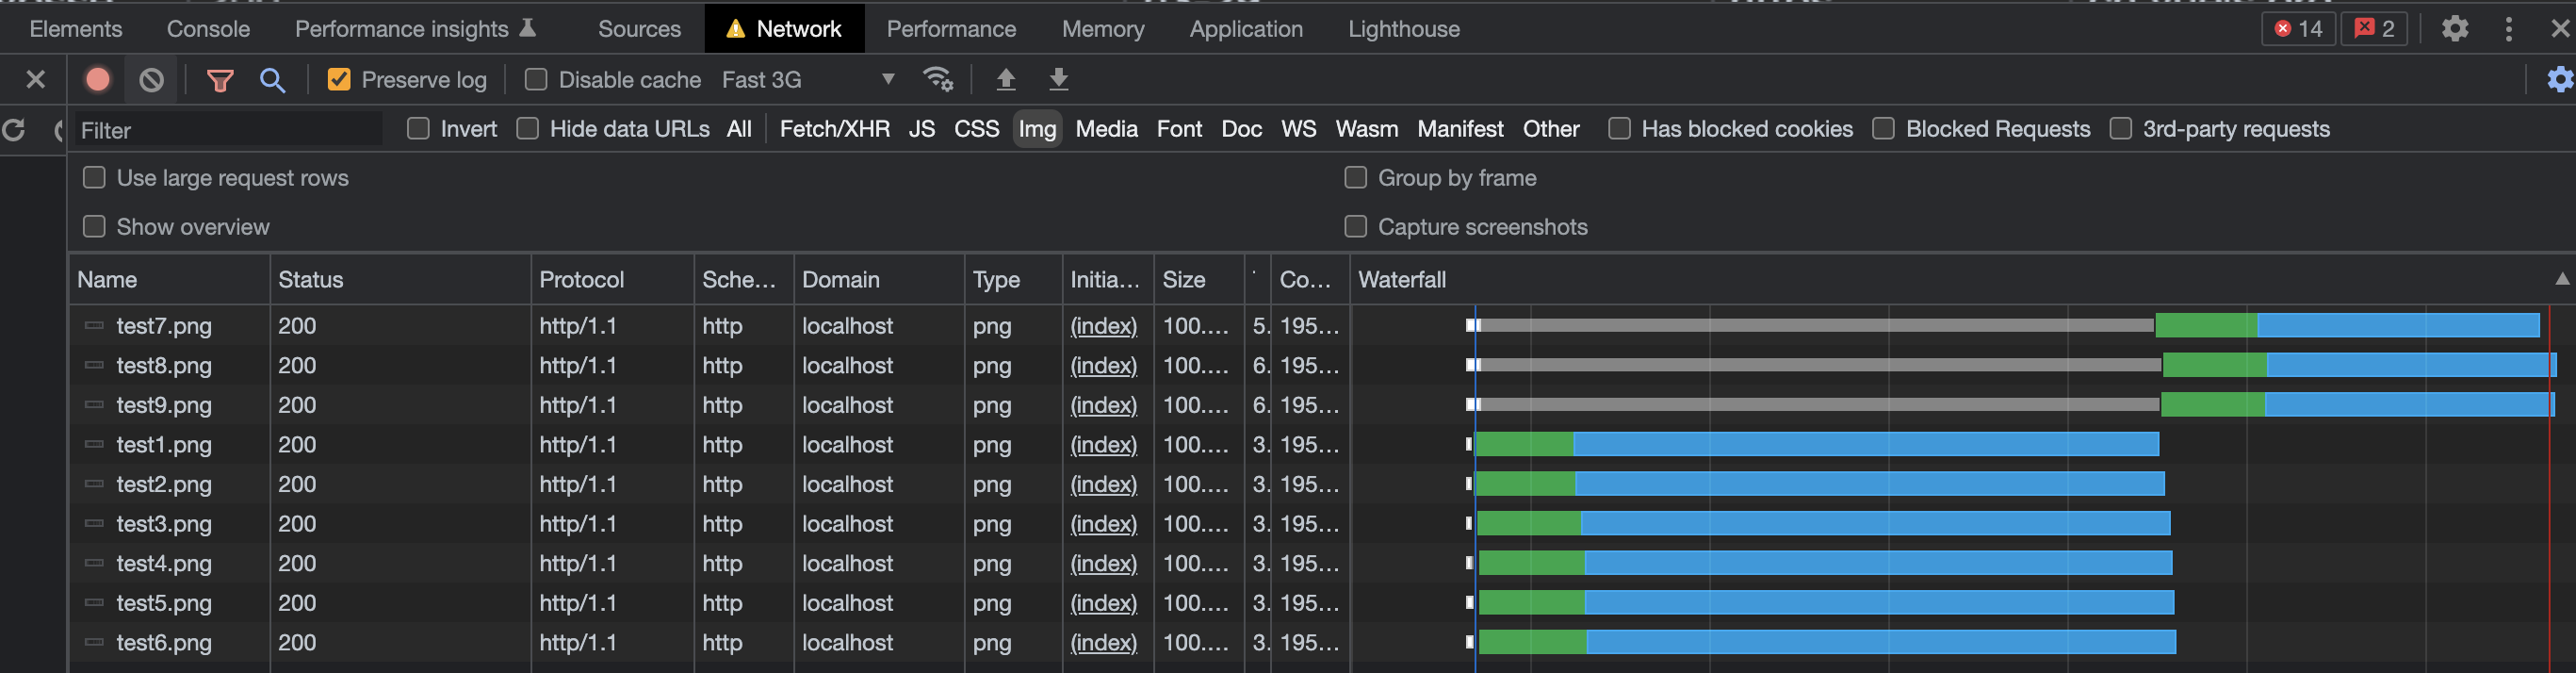 Elements Console Performance insights Sources Network Performance Memory Application Lighthouse 14 2
Preserve log Disable cache Fast 3G
Filter Invert Hide data URLs All Fetch/XHR JS CSS Img Media Font Doc WS Wasm Manifest Other Has blocked cookies Blocked Requests 3rd-party requests
Use large request rows Group by frame
Show overview Capture screenshots
Name Status Protocol Sche... Domain Type Initia... Size Co... Waterfall
test7.png 200 http/1.1 http localhost png (index) 100.... 5. 195...
test8.png 200 http/1.1 http localhost png (index) 100.... 6. 195...
test9.png 200 http/1.1 http localhost png (index) 100.... 6. 195...
test1.png 200 http/1.1 http localhost png (index) 100.... 3. 195...
test2.png 200 http/1.1 http localhost png (index) 100.... 3. 195...
test3.png 200 http/1.1 http localhost png (index) 100.... 3. 195...
test4.png 200 http/1.1 http localhost png (index) 100.... 3. 195...
test5.png 200 http/1.1 http localhost png (index) 100.... 3. 195...
test6.png 200 http/1.1 http localhost png (index) 100.... 3. 195...